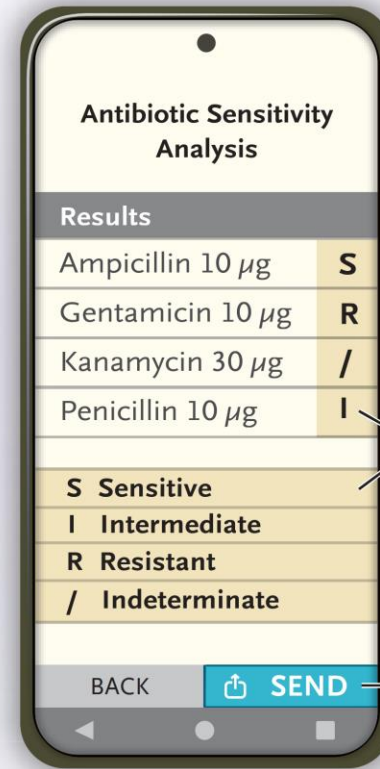 Antibiotic Sensitivity
Analysis
Results
Ampicillin 10 µg S
Gentamicin 10 µg R
Kanamycin 30 µg /
Penicillin 10 µg I
S Sensitive
I Intermediate
R Resistant
/ Indeterminate
BACK SEND